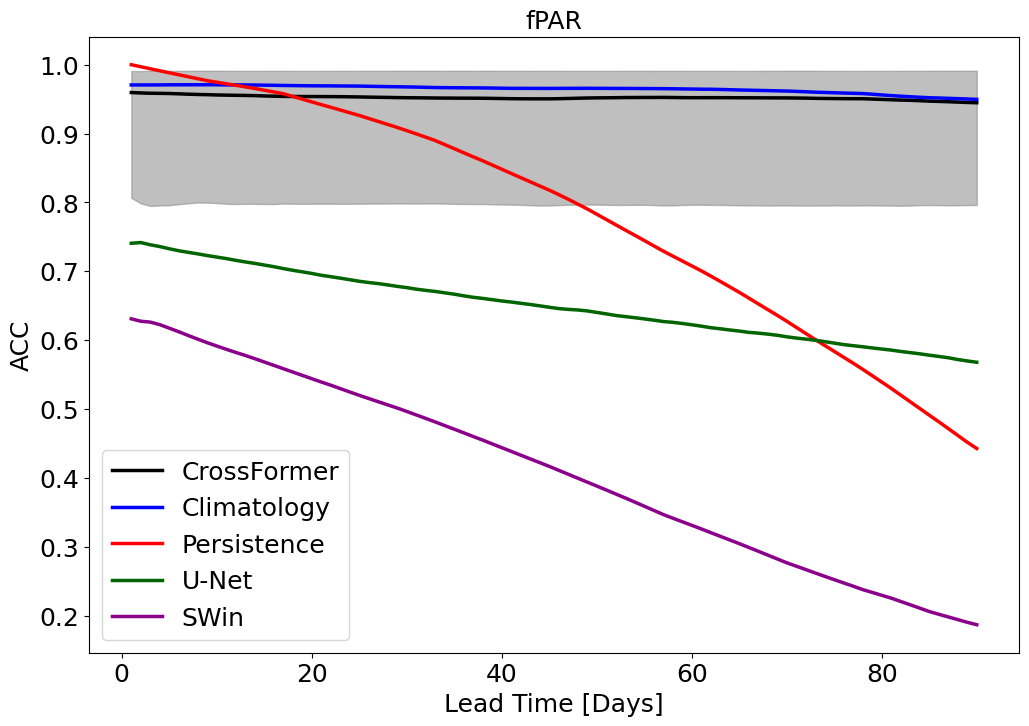 fPAR
ACC
1.0
0.9
0.8
0.7
0.6
0.5
0.4
0.3
0.2
CrossFormer
Climatology
Persistence
U-Net
SWin
0 20 40 60 80
Lead Time [Days]